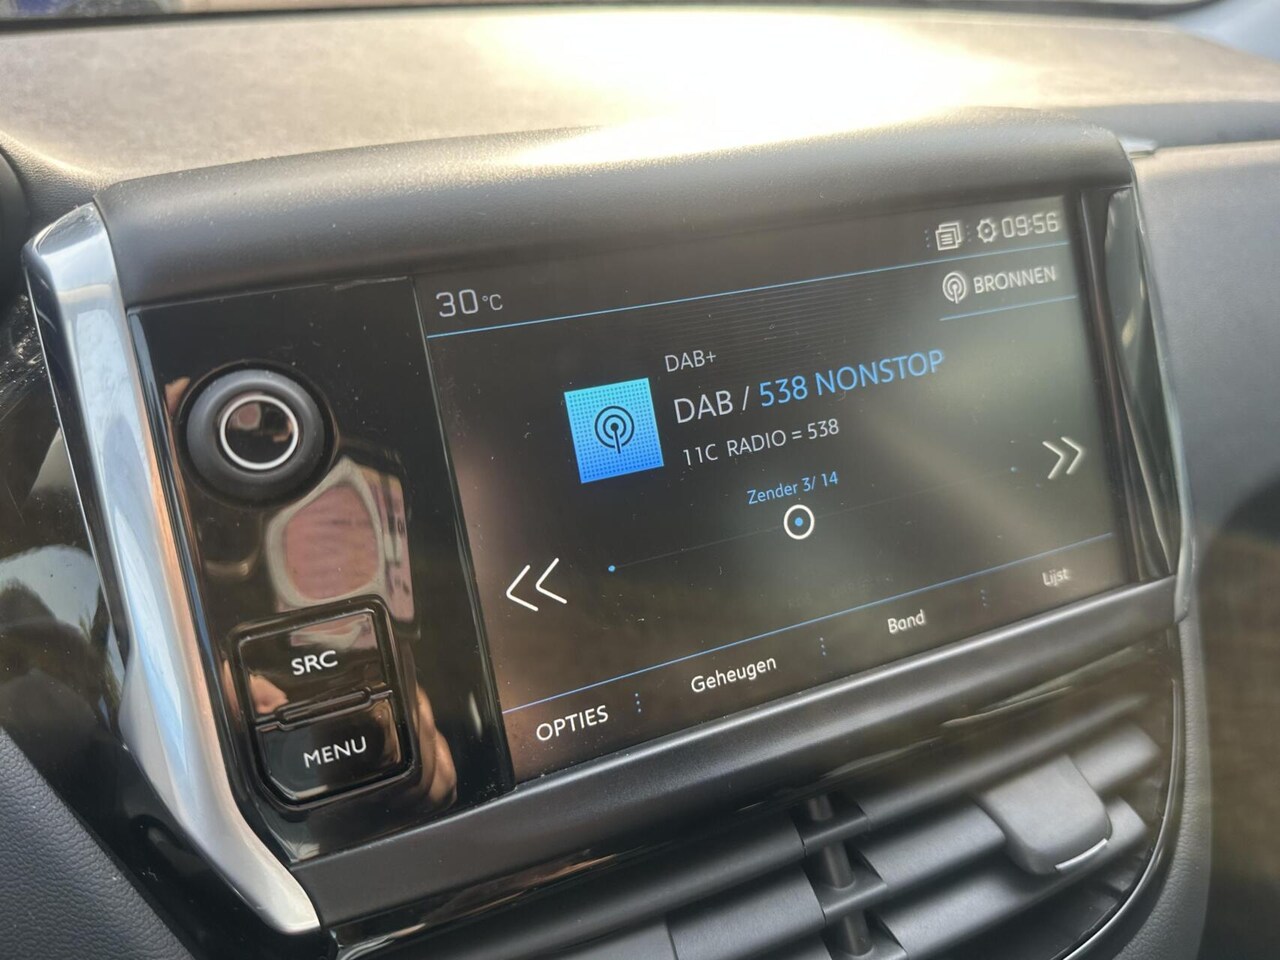 09:56
30°C
BRONNEN
DAB+
DAB / 538 NONSTOP
11C RADIO = 538
Zender 3/ 14
SRC
MENU
OPTIES
Geheugen
Band
Lijst